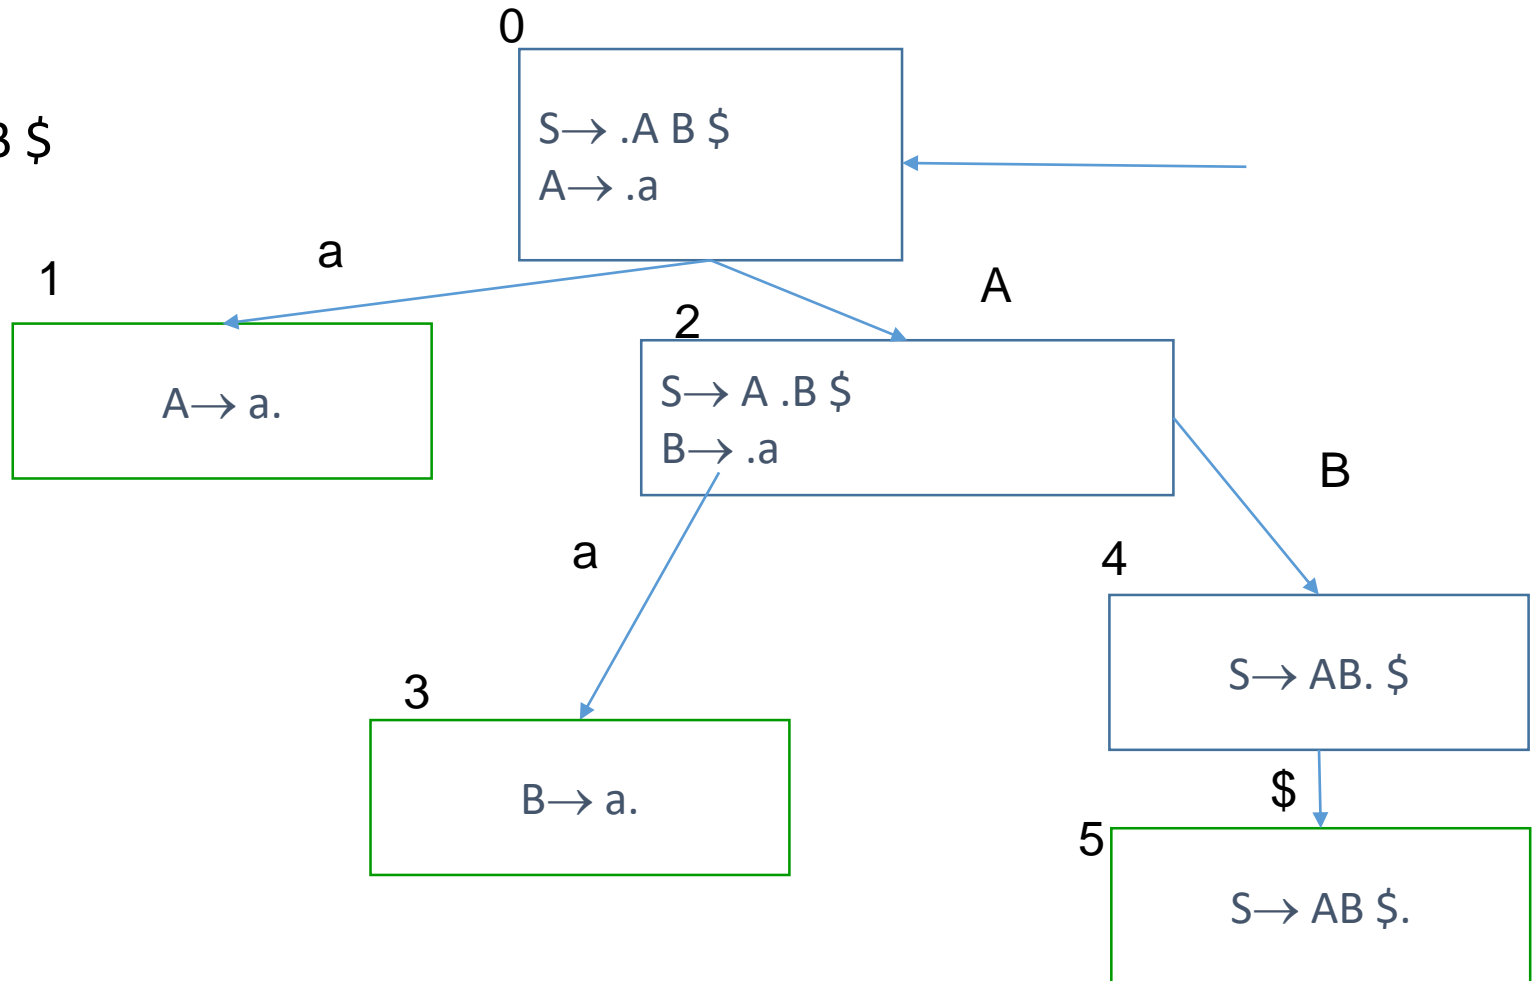 0
S→ .A B $
A→ .a
B $
a
1
A
A→ a.
2
S→ A .B $
B→ .a
B
a
4
S→ AB. $
3
B→ a.
$
5
S→ AB $.